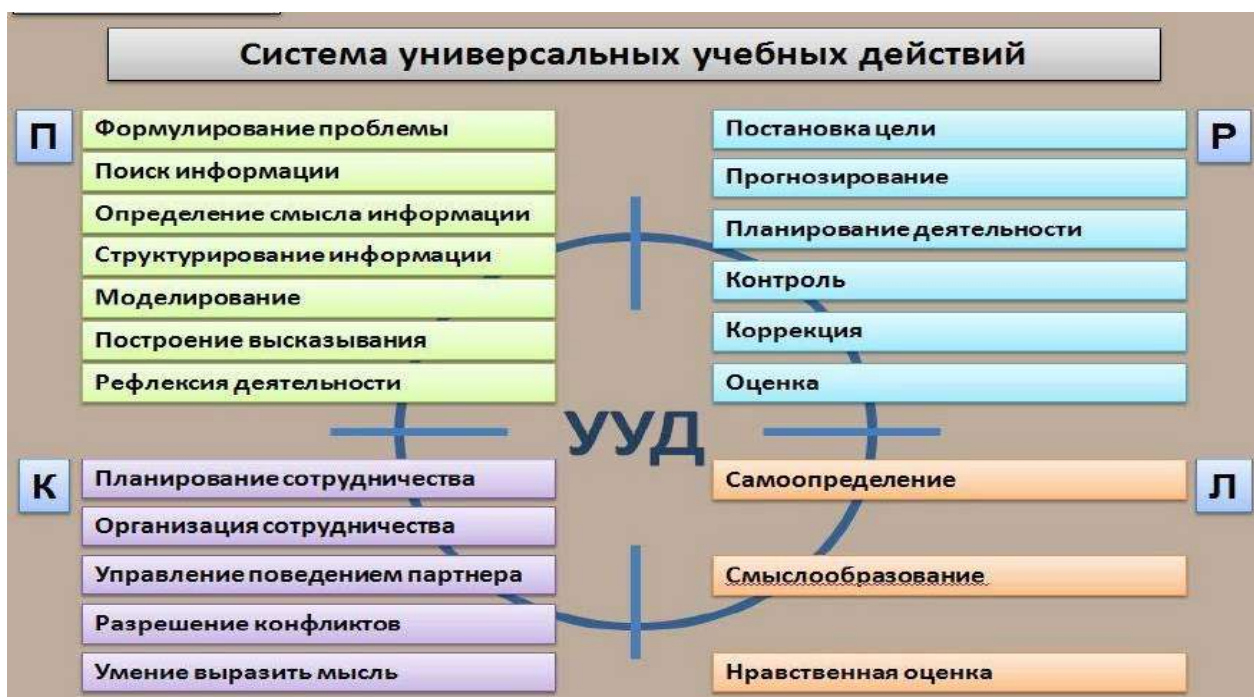 Система универсальных учебных действий
П
Формулирование проблемы
Поиск информации
Определение смысла информации
Структурирование информации
Моделирование
Построение высказывания
Рефлексия деятельности
Р
Постановка цели
Прогнозирование
Планирование деятельности
Контроль
Коррекция
Оценка
УУД
К
Планирование сотрудничества
Организация сотрудничества
Управление поведением партнера
Разрешение конфликтов
Умение выразить мысль
Л
Самоопределение
Смыслообразование
Нравственная оценка